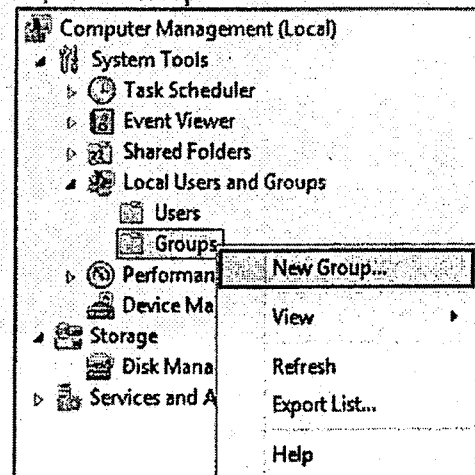 Computer Management (Local)
System Tools
Task Scheduler
Event Viewer
Shared Folders
Local Users and Groups
Users
Groups
New Group...
Performan
Device Ma
View
Storage
Disk Mana
Refresh
Services and A
Export List...
Help